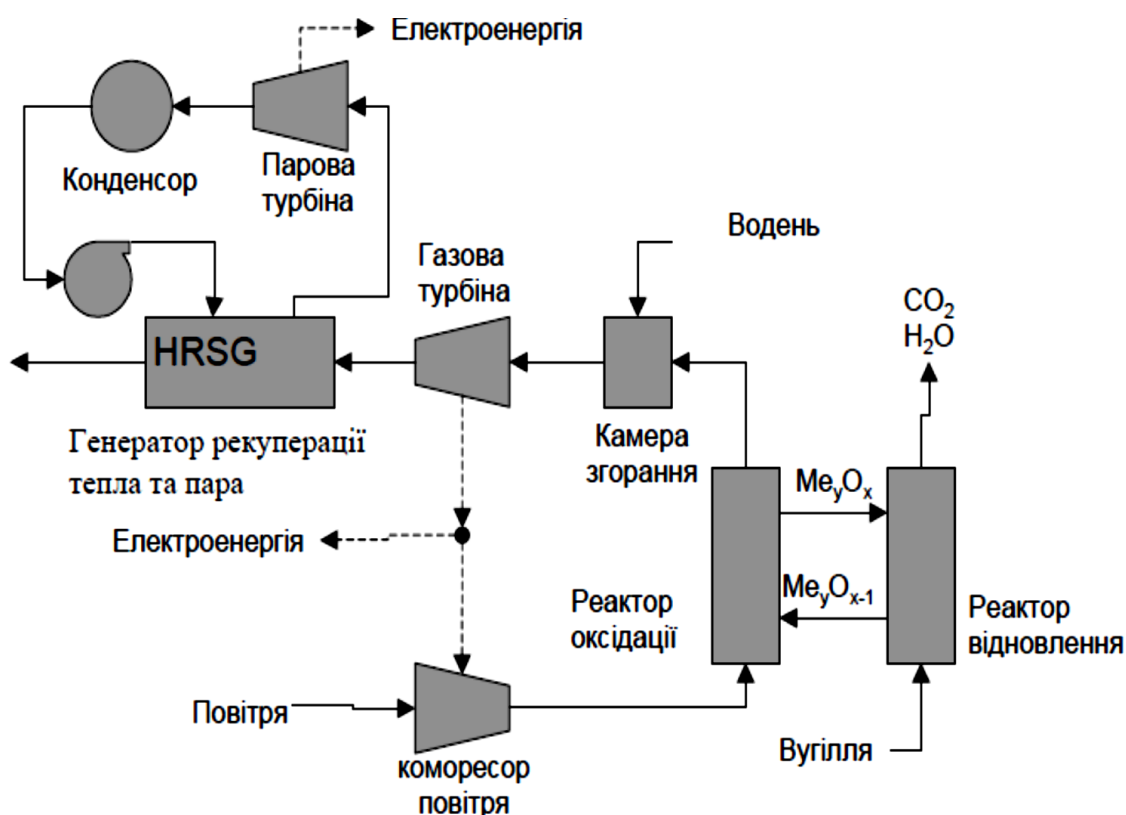 Електроенергія
Конденсор
Парова
турбіна
Водень
Газова
турбіна
CO₂
H₂O
HRSG
Генератор рекуперації
тепла та пара
Камера
згорання
MeyOx
Електроенергія
MeyOx-1
Реактор
оксідації
Реактор
відновлення
Повітря
Вугілля
коморесор
повітря